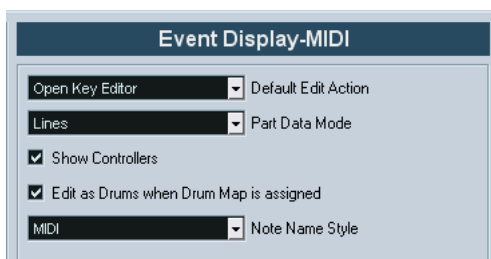 Event Display-MIDI
Open Key Editor Default Edit Action
Lines Part Data Mode
Show Controllers
Edit as Drums when Drum Map is assigned
MIDI Note Name Style